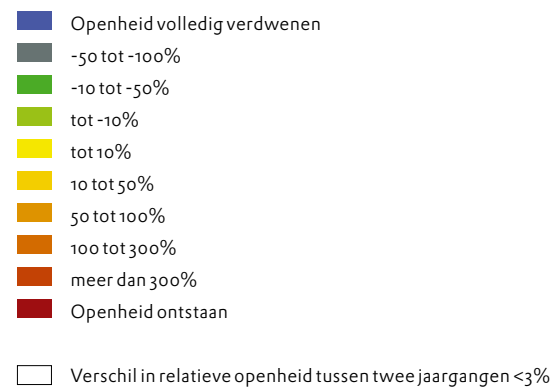 Openheid volledig verdwenen
-50 tot -100%
-10 tot -50%
tot -10%
tot 10%
10 tot 50%
50 tot 100%
100 tot 300%
meer dan 300%
Openheid ontstaan
Verschil in relatieve openheid tussen twee jaargangen <3%